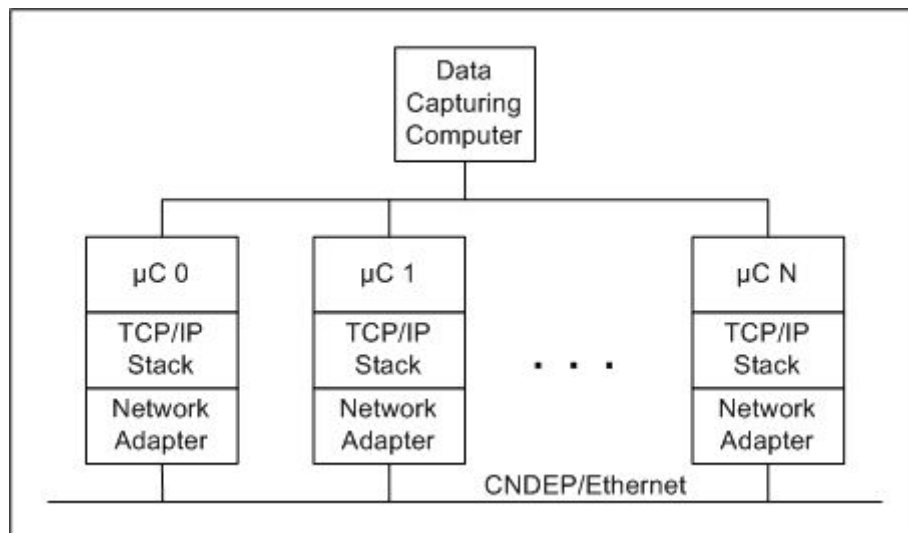 Data
Capturing
Computer
µC 0
TCP/IP
Stack
Network
Adapter
µC 1
TCP/IP
Stack
Network
Adapter
. . .
µC N
TCP/IP
Stack
Network
Adapter
CNDEP/Ethernet